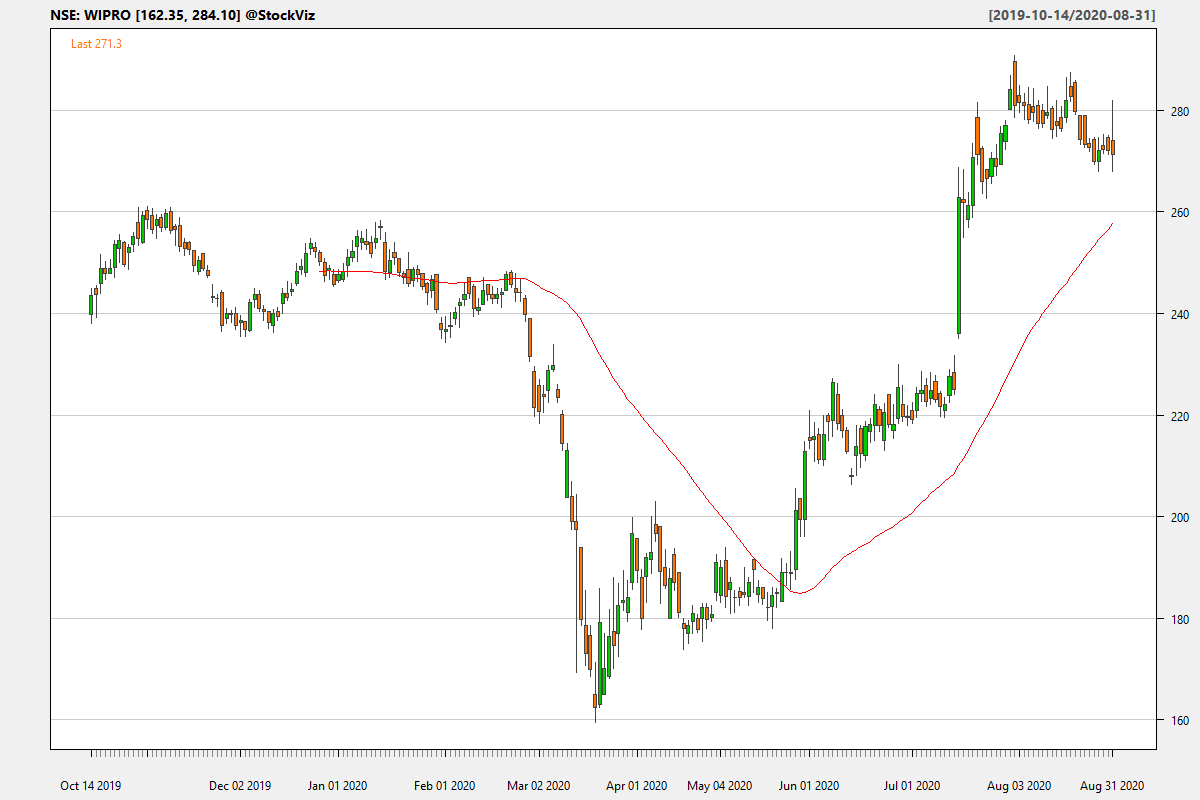 NSE: WIPRO [162.35, 284.10] @StockViz
[2019-10-14/2020-08-31]
Last 271.3
280
260
240
220
200
180
160
Oct 14 2019
Dec 02 2019
Jan 01 2020
Feb 01 2020
Mar 02 2020
Apr 01 2020
May 04 2020
Jun 01 2020
Jul 01 2020
Aug 03 2020
Aug 31 2020